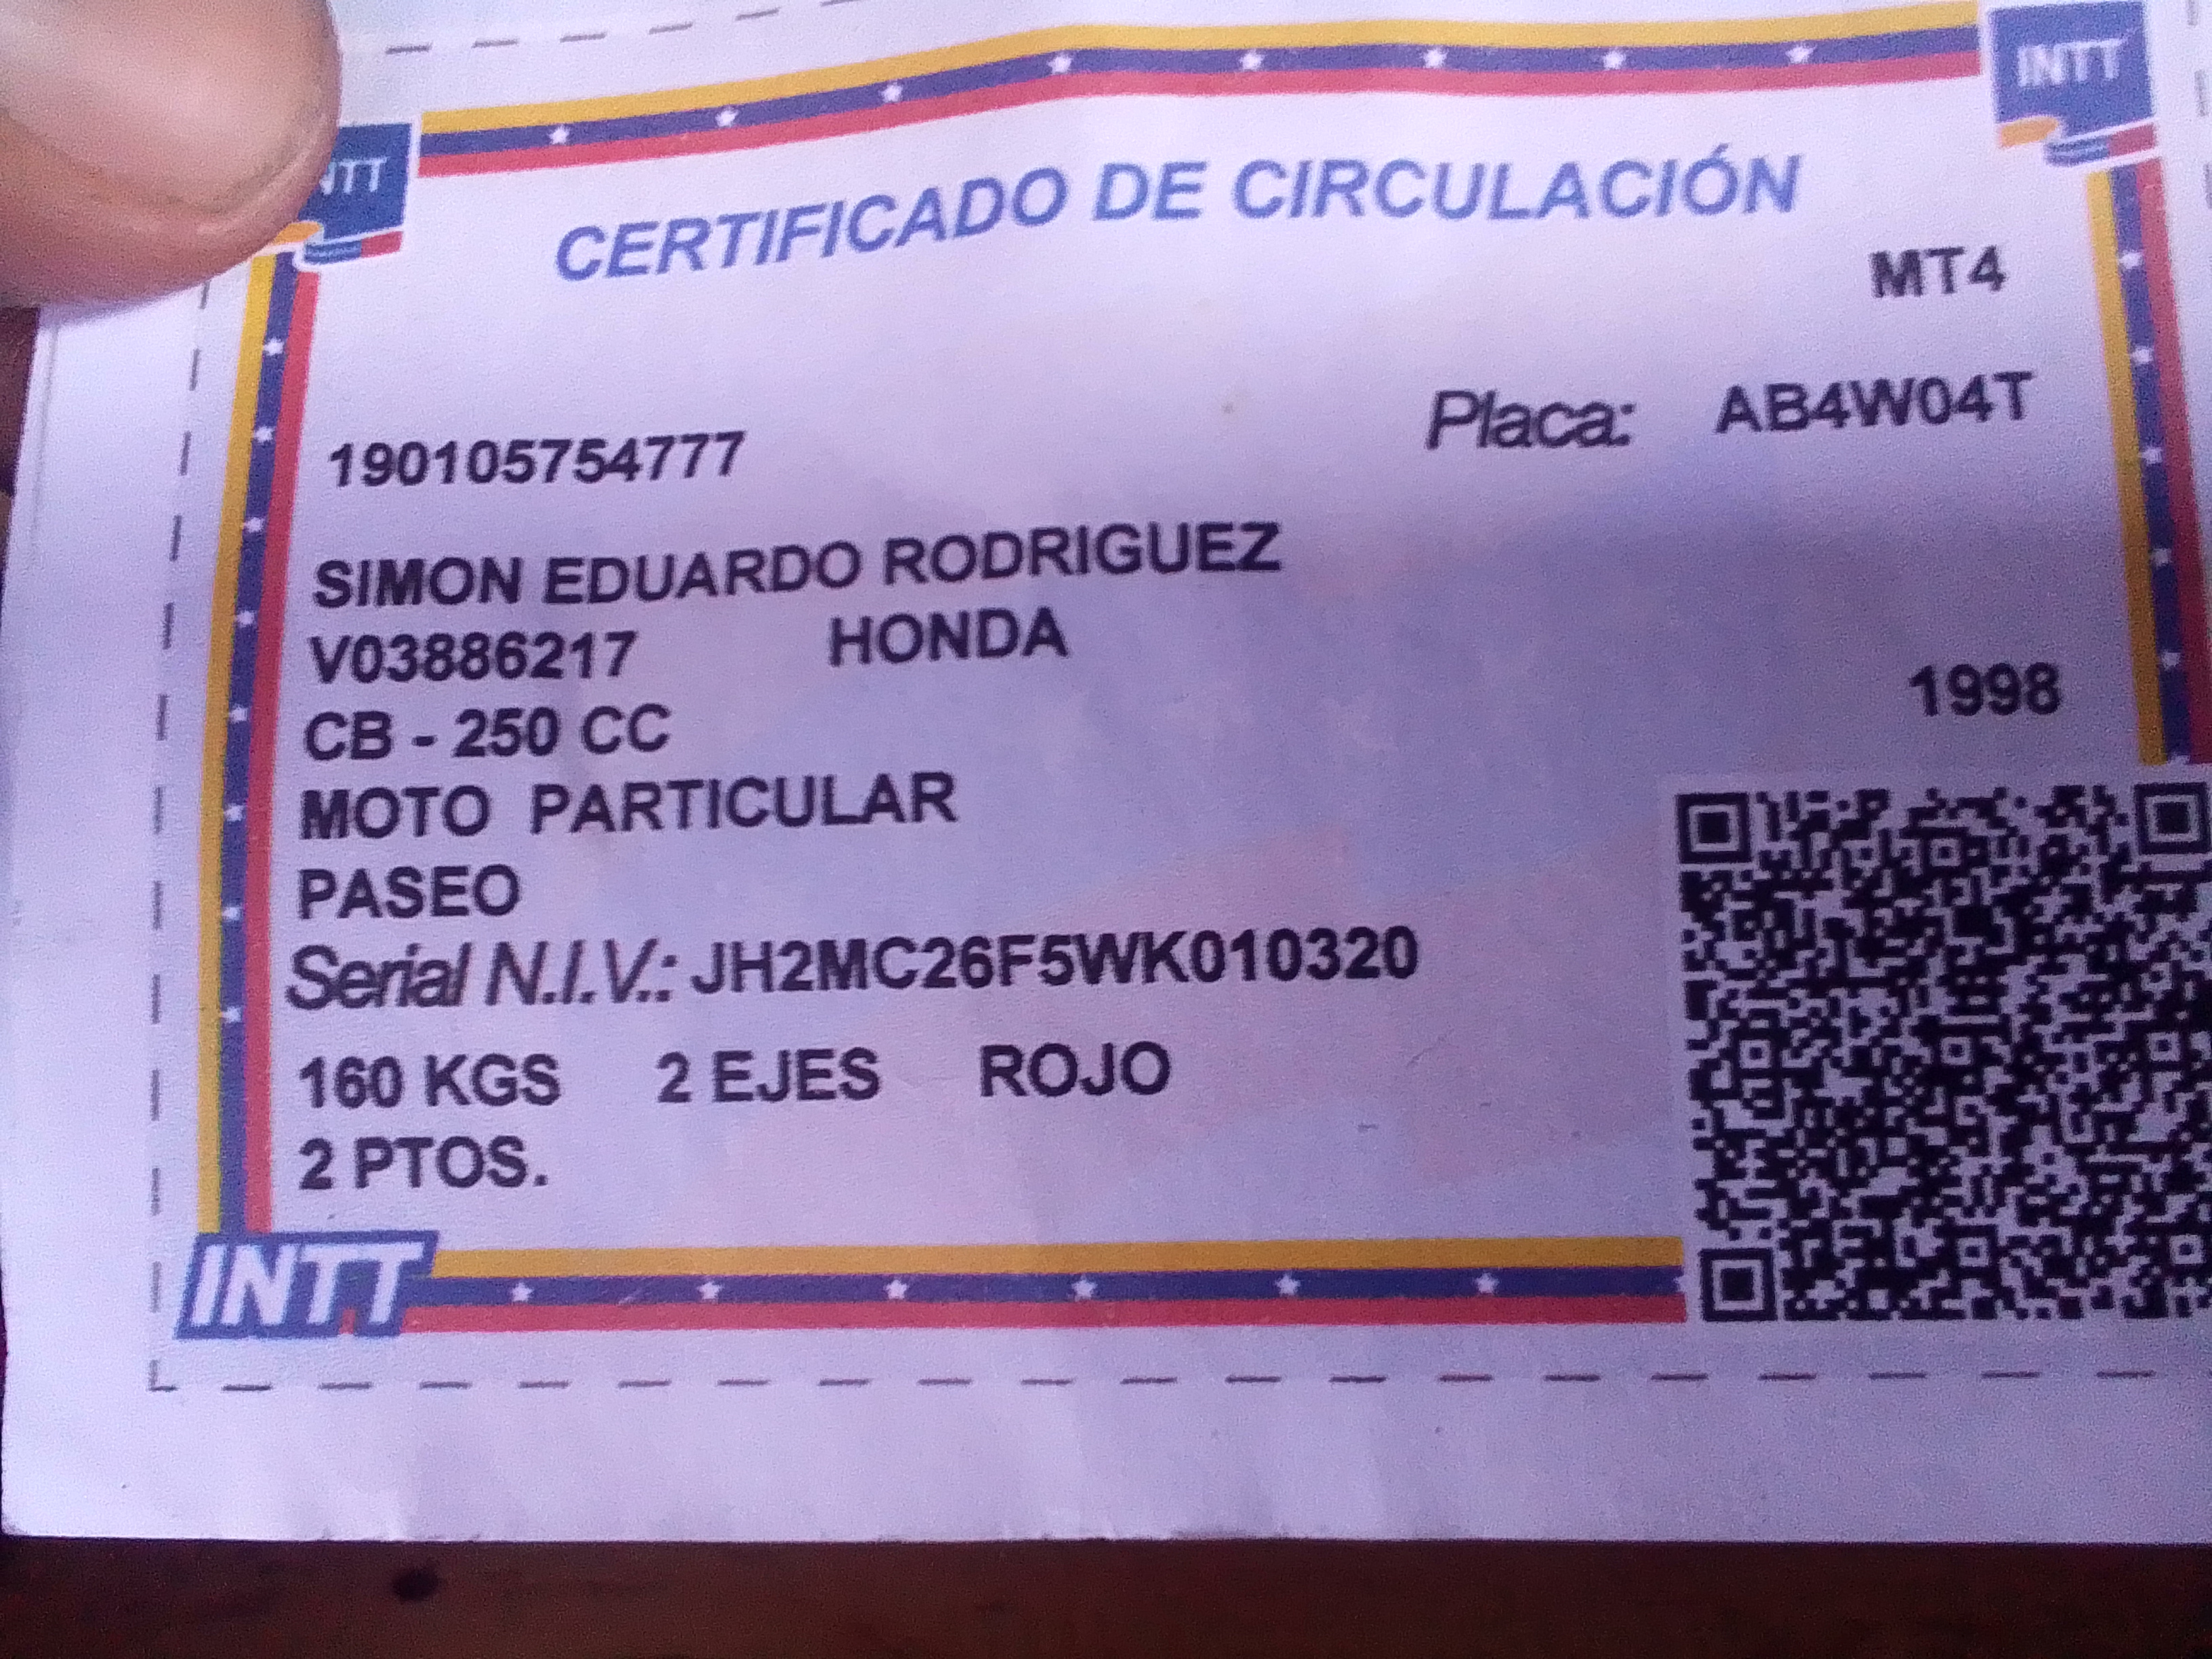 INTT
CERTIFICADO DE CIRCULACIÓN
MT4
190105754777 Placa: AB4W04T
SIMON EDUARDO RODRIGUEZ
V03886217 HONDA
1998
CB - 250 CC
MOTO PARTICULAR
PASEO
Serial N.I.V.: JH2MC26F5WK010320
160 KGS 2 EJES ROJO
2 PTOS.
INTT